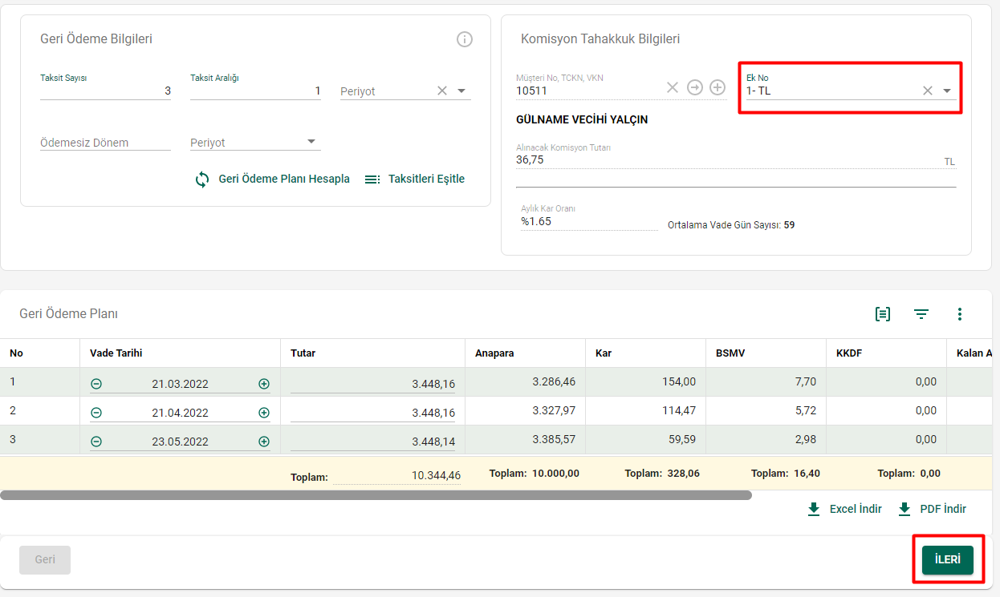 Geri Ödeme Bilgileri
Taksit Sayısı
3
Taksit Aralığı
1
Periyot
Ödemesiz Dönem
Periyot
Geri Ödeme Planı Hesapla
Taksitleri Eşitle
Komisyon Tahakkuk Bilgileri
Müşteri No, TCKN, VKN
10511
Ek No
1- TL
GÜLNAME VECİHİ YALÇIN
Alınacak Komisyon Tutarı
36,75 TL
Aylık Kar Oranı
%1.65
Ortalama Vade Gün Sayısı: 59
Geri Ödeme Planı
No Vade Tarihi Tutar Anapara Kar BSMV KKDF Kalan A
1 21.03.2022 3.448,16 3.286,46 154,00 7,70 0,00
2 21.04.2022 3.448,16 3.327,97 114,47 5,72 0,00
3 23.05.2022 3.448,14 3.385,57 59,59 2,98 0,00
Toplam: 10.344,46 Toplam: 10.000,00 Toplam: 328,06 Toplam: 16,40 Toplam: 0,00
Excel İndir PDF İndir
Geri İLERİ